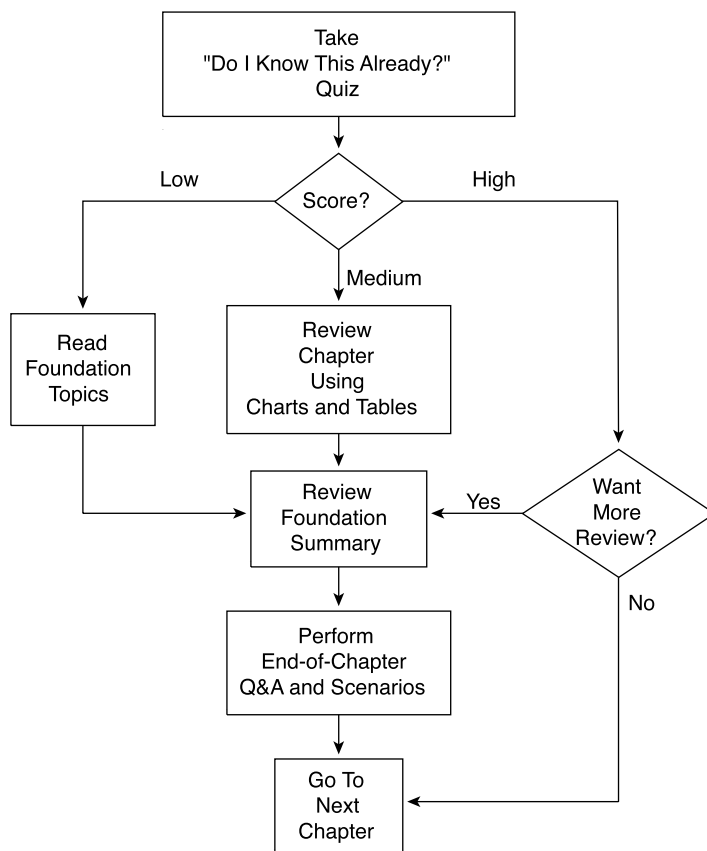 Take
"Do I Know This Already?"
Quiz
Low
Score?
High
Medium
Read
Foundation
Topics
Review
Chapter
Using
Charts and Tables
Review
Foundation
Summary
Yes
Want
More
Review?
No
Perform
End-of-Chapter
Q&A and Scenarios
Go To
Next
Chapter